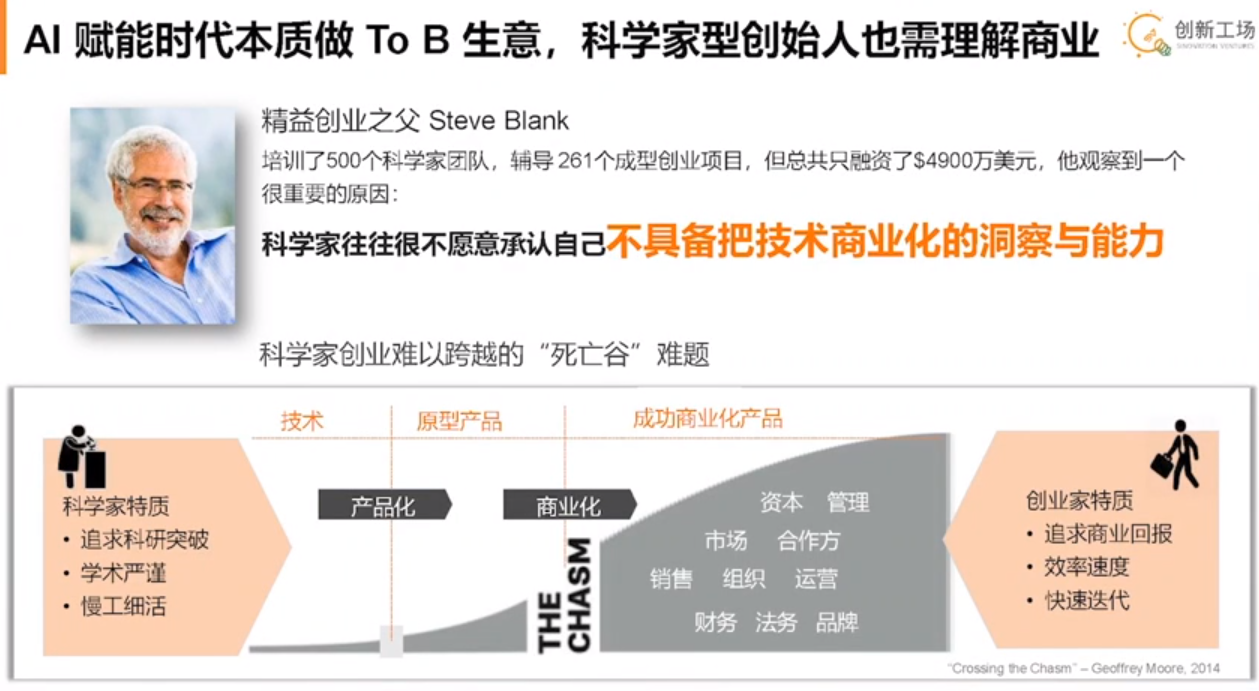 AI 赋能时代本质做 To B 生意，科学家型创始人也需理解商业
创新工场
SINOVATION VENTURES
精益创业之父 Steve Blank
培训了500个科学家团队，辅导 261个成型创业项目，但总共只融资了$4900万美元，他观察到一个
很重要的原因：
科学家往往很不愿意承认自己不具备把技术商业化的洞察与能力
科学家创业难以跨越的“死亡谷”难题
技术
原型产品
成功商业化产品
科学家特质
• 追求科研突破
• 学术严谨
• 慢工细活
产品化
商业化
THE
CHASM
资本 管理
市场 合作方
销售 组织 运营
财务 法务 品牌
创业家特质
• 追求商业回报
• 效率速度
• 快速迭代
“Crossing the Chasm” – Geoffrey Moore, 2014